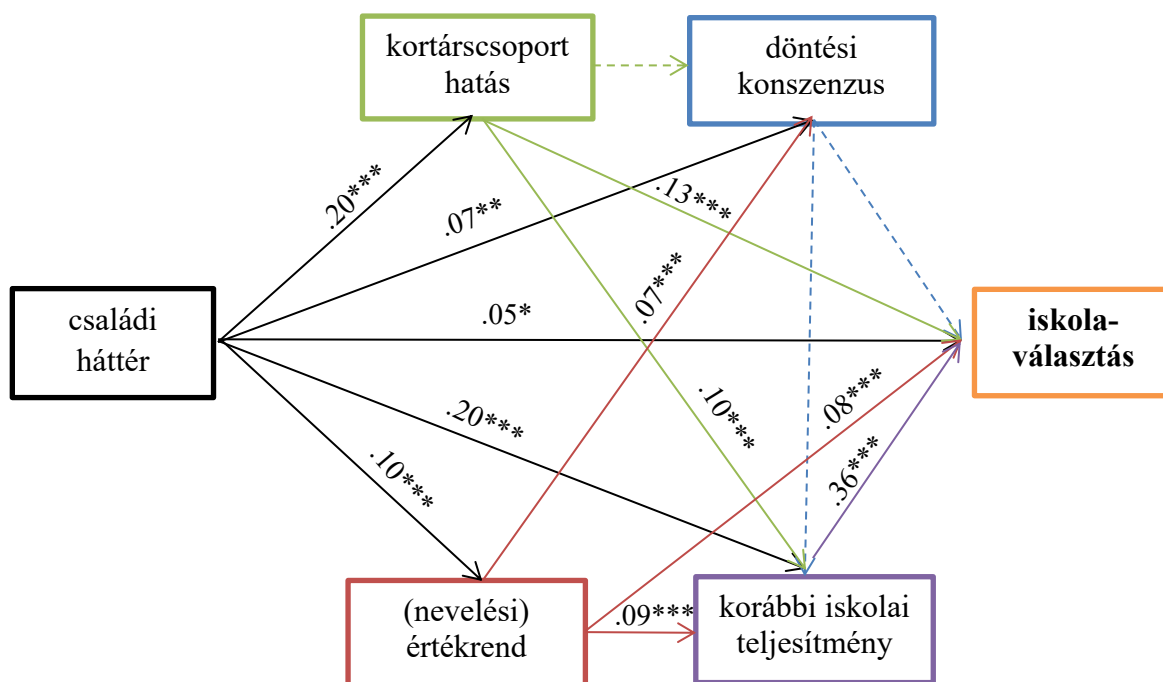 kortárscsoport
hatás
döntési
konszenzus
.20***
.07**
.13***
.07***
családi
háttér
.05*
iskola-
választás
.20***
.10***
.10***
.08***
.36***
(nevelési)
értékrend
.09***
korábbi iskolai
teljesítmény